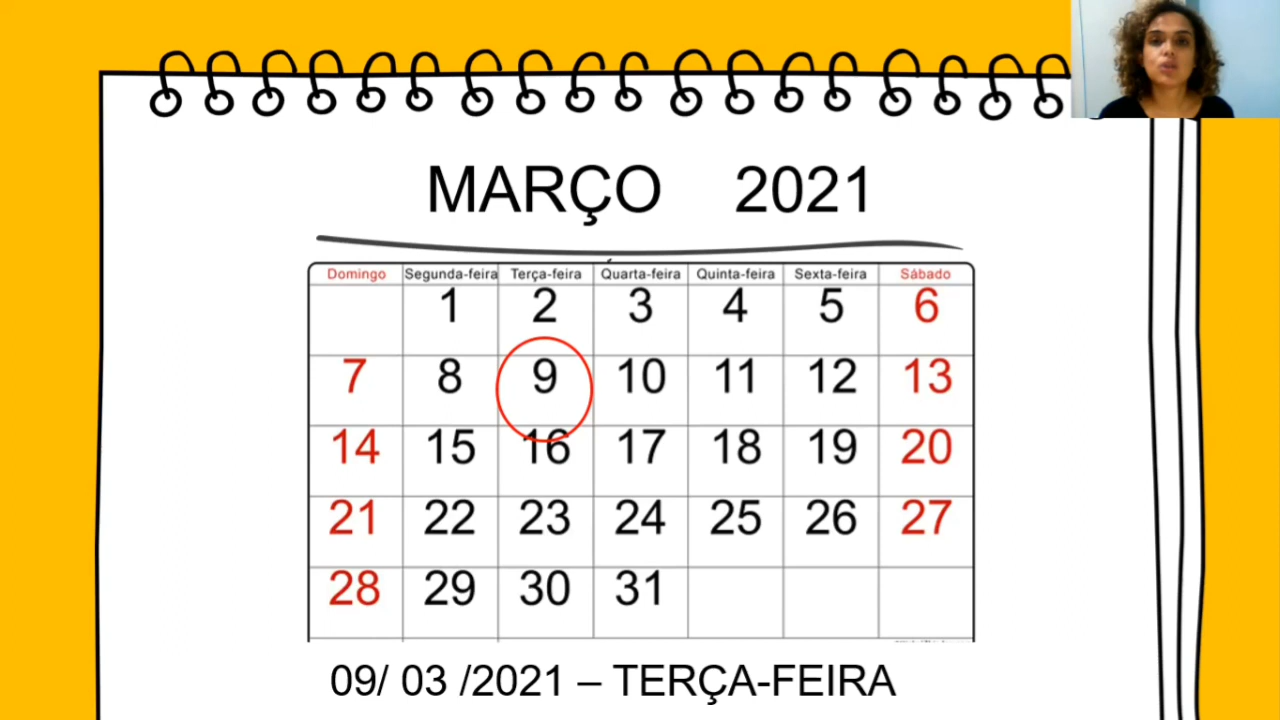 MARÇO 2021
Domingo Segunda-feira Terça-feira Quarta-feira Quinta-feira Sexta-feira Sábado
1 2 3 4 5 6
7 8 9 10 11 12 13
14 15 16 17 18 19 20
21 22 23 24 25 26 27
28 29 30 31
09/ 03 /2021 – TERÇA-FEIRA